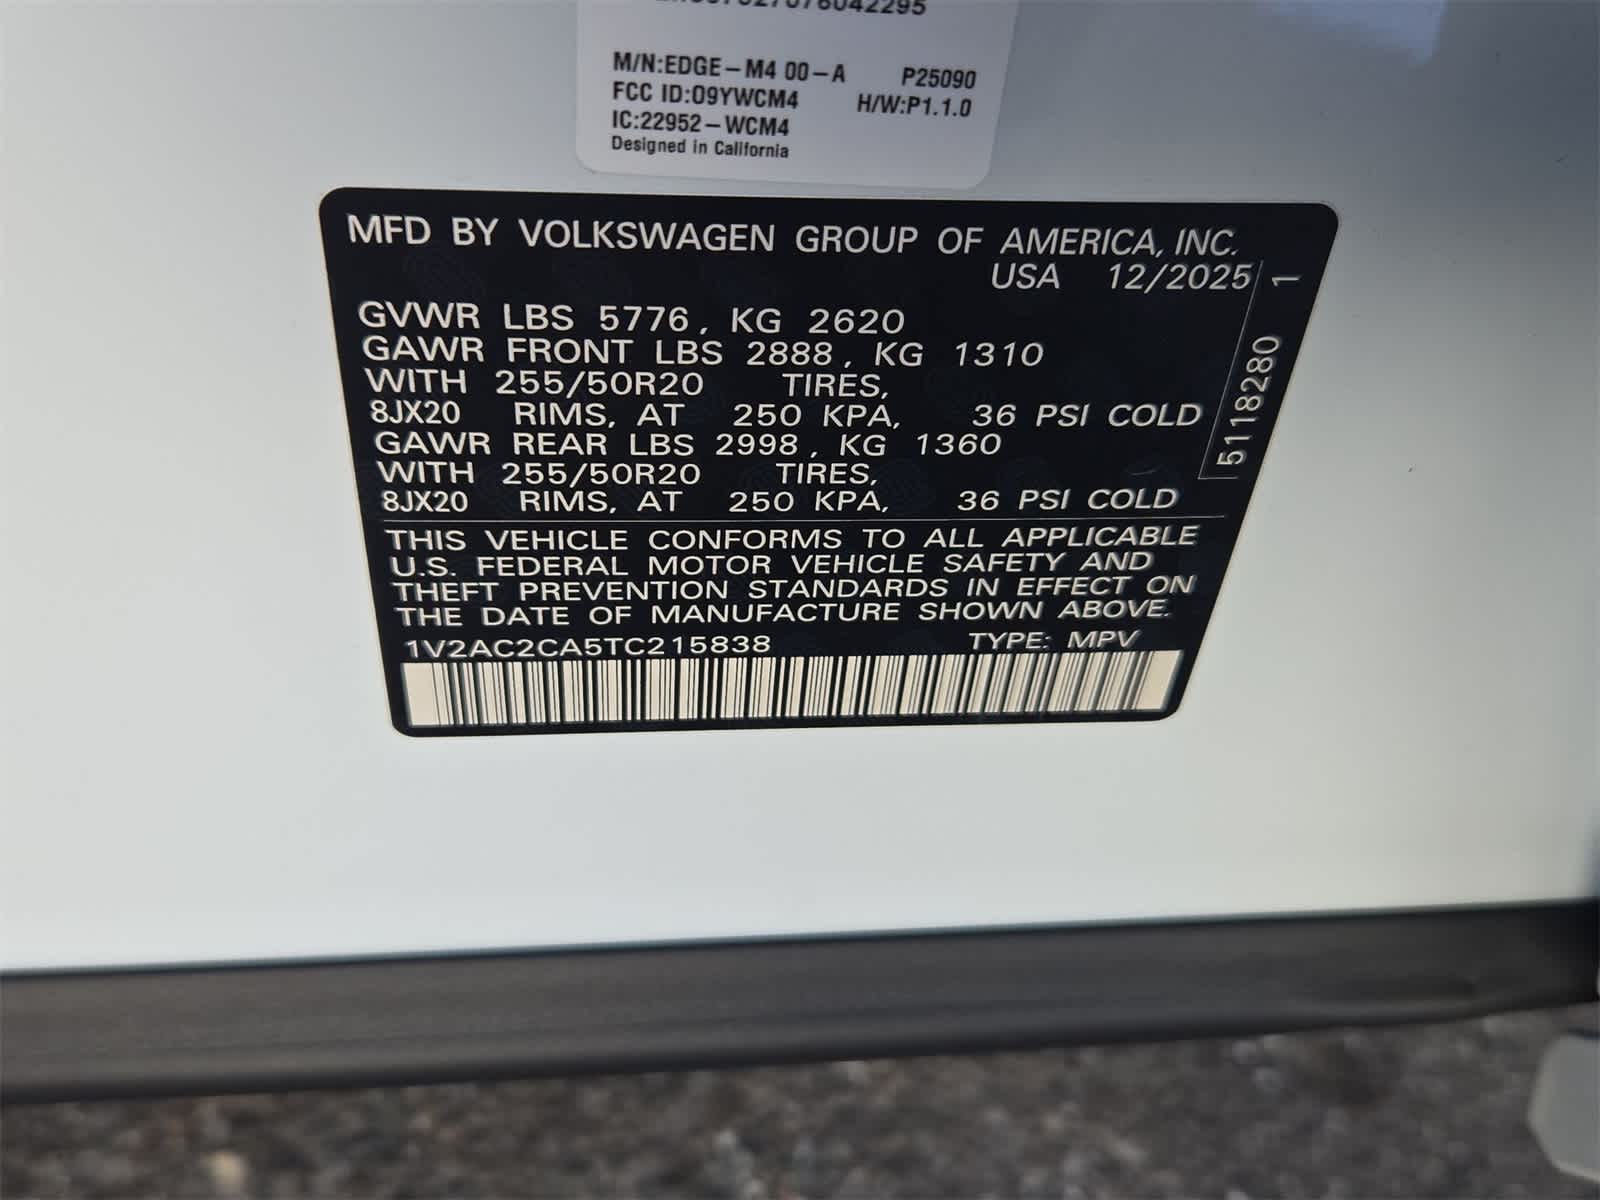 76042295
M/N:EDGE-M4 00-A P25090
FCC ID:O9YWCM4 H/W:P1.1.0
IC:22952-WCM4
Designed in California
MFD BY VOLKSWAGEN GROUP OF AMERICA, INC.
USA 12/2025
GVWR LBS 5776, KG 2620
GAWR FRONT LBS 2888, KG 1310
WITH 255/50R20 TIRES,
8JX20 RIMS, AT 250 KPA, 36 PSI COLD
GAWR REAR LBS 2998, KG 1360
WITH 255/50R20 TIRES,
8JX20 RIMS, AT 250 KPA, 36 PSI COLD
5118280 1
THIS VEHICLE CONFORMS TO ALL APPLICABLE
U.S. FEDERAL MOTOR VEHICLE SAFETY AND
THEFT PREVENTION STANDARDS IN EFFECT ON
THE DATE OF MANUFACTURE SHOWN ABOVE.
1V2AC2CA5TC215838 TYPE: MPV